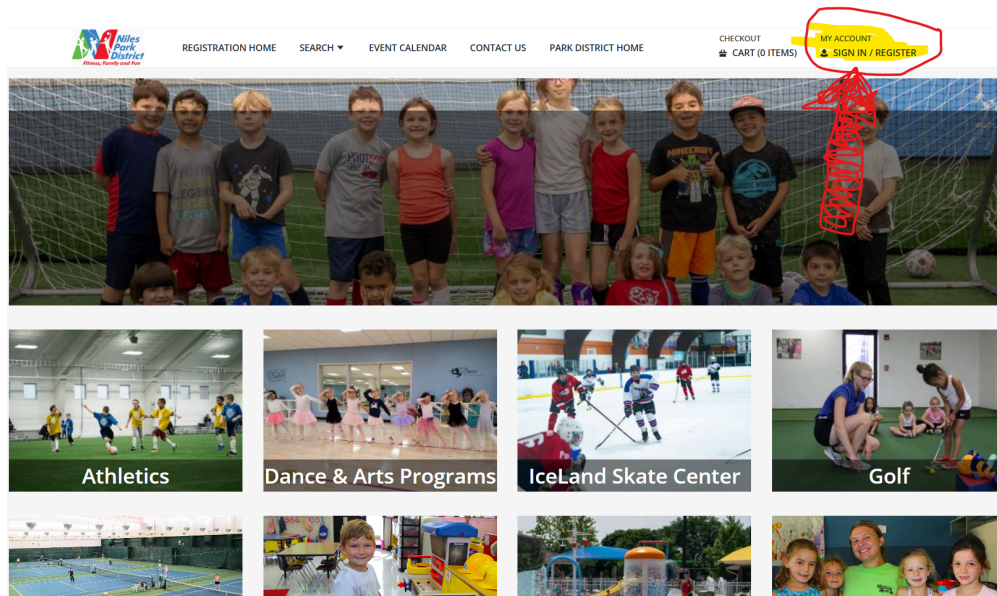 Niles
Park
District
Fitness, Family and Fun
REGISTRATION HOME
SEARCH
EVENT CALENDAR
CONTACT US
PARK DISTRICT HOME
CHECKOUT
CART (0 ITEMS)
MY ACCOUNT
SIGN IN / REGISTER
LEGEND
MINECRAFT
Athletics
Dance & Arts Programs
IceLand Skate Center
Golf